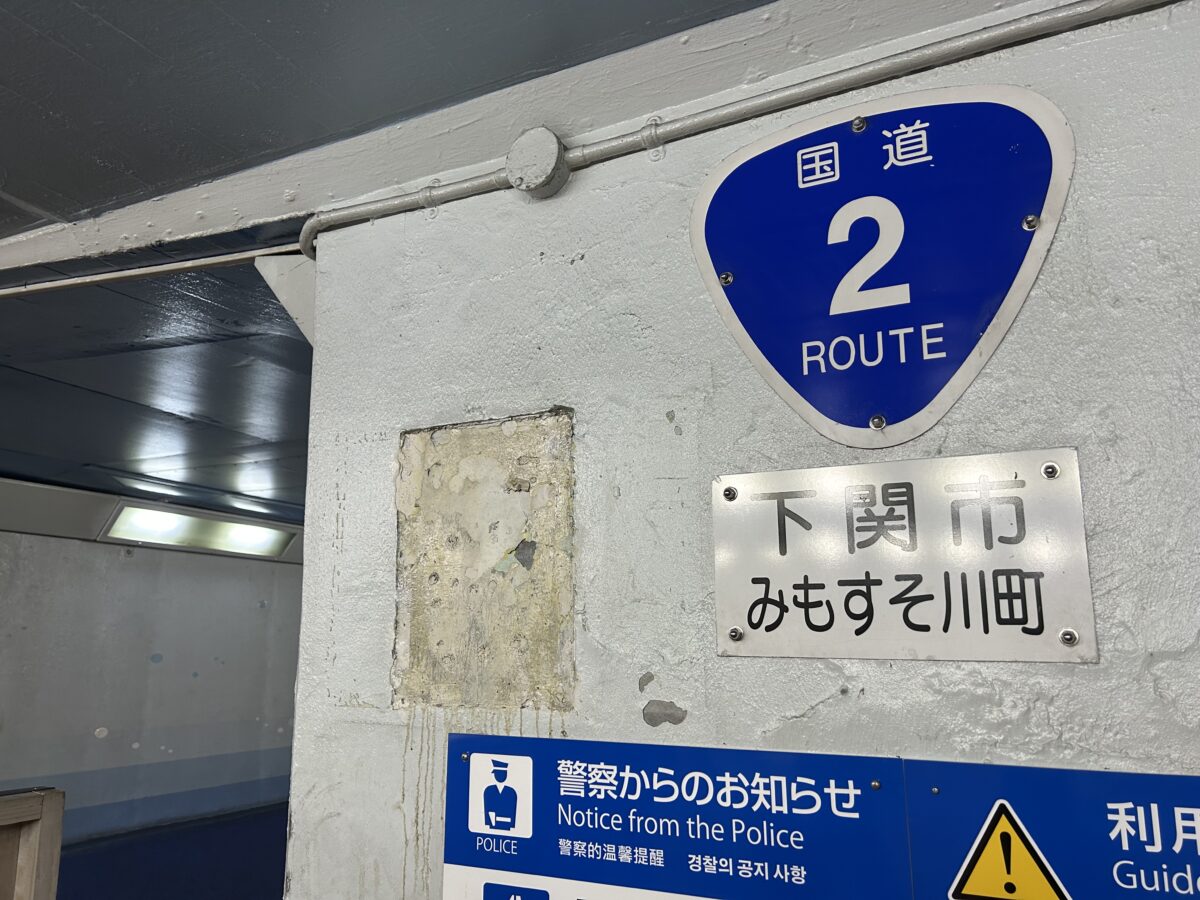 国道
2
ROUTE
下関市
みもすそ川町
警察からのお知らせ
Notice from the Police
POLICE
警察的温馨提醒 경찰의 공지 사항
利用
Guid